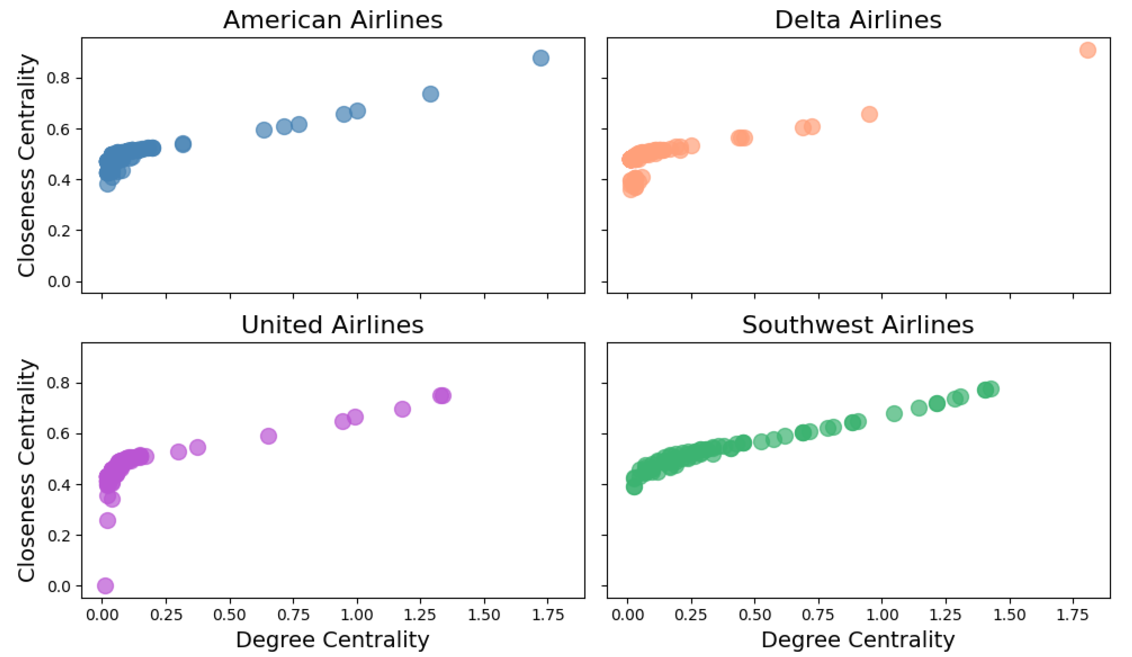 American Airlines
Delta Airlines
Closeness Centrality
0.8
0.6
0.4
0.2
0.0
United Airlines
Southwest Airlines
Closeness Centrality
0.8
0.6
0.4
0.2
0.0
0.00 0.25 0.50 0.75 1.00 1.25 1.50 1.75
0.00 0.25 0.50 0.75 1.00 1.25 1.50 1.75
Degree Centrality
Degree Centrality